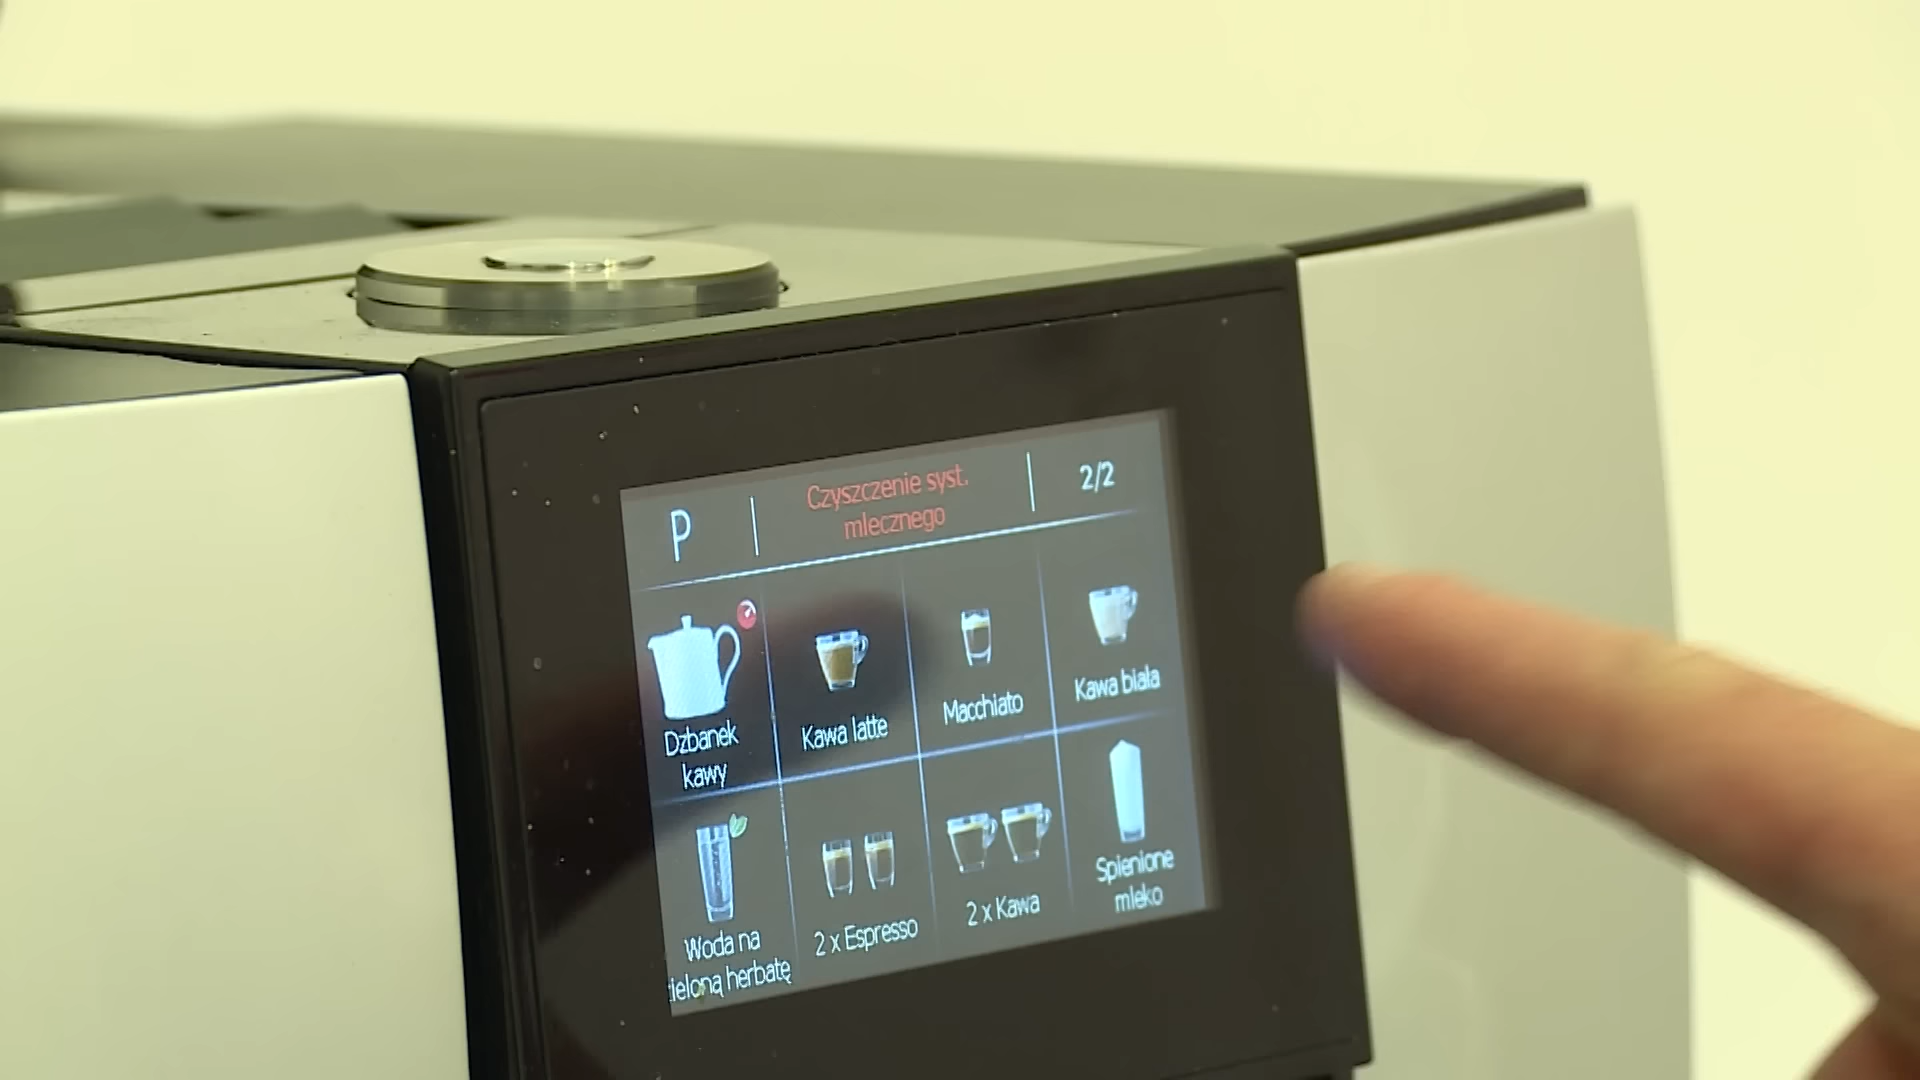 P
Czyszczenie syst.
mlecznego
2/2
Dzbanek
kawy
Kawa latte
Macchiato
Kawa biała
Woda na
zieloną herbatę
2 x Espresso
2 x Kawa
Spienione
mleko